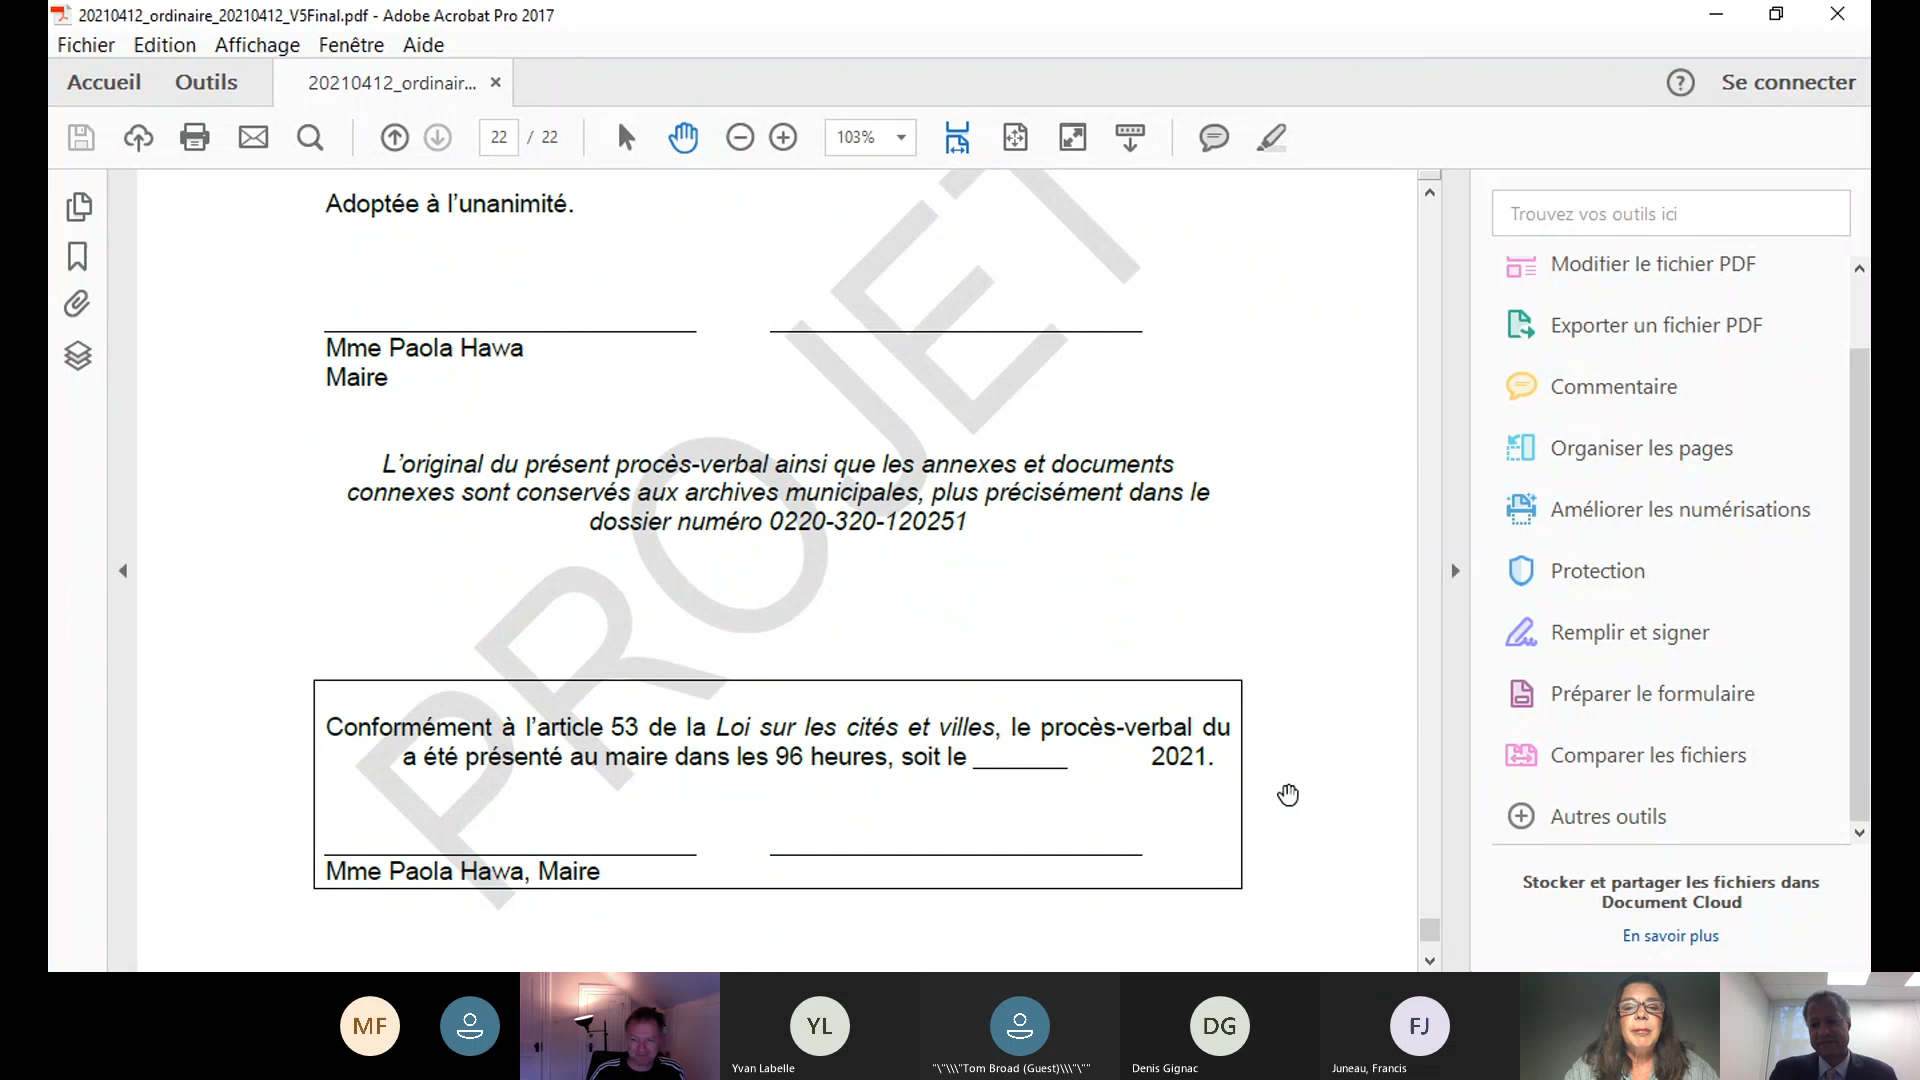 20210412_ordinaire_20210412_V5Final.pdf - Adobe Acrobat Pro 2017
Fichier Edition Affichage Fenêtre Aide
Accueil Outils 20210412_ordinair... × ? Se connecter
22 / 22 103%
Trouvez vos outils ici
Modifier le fichier PDF
Exporter un fichier PDF
Commentaire
Organiser les pages
Améliorer les numérisations
Protection
Remplir et signer
Préparer le formulaire
Comparer les fichiers
Autres outils
Stocker et partager les fichiers dans
Document Cloud
En savoir plus
PROJET
Adoptée à l’unanimité.
Mme Paola Hawa
Maire
L’original du présent procès-verbal ainsi que les annexes et documents
connexes sont conservés aux archives municipales, plus précisément dans le
dossier numéro 0220-320-120251
Conformément à l’article 53 de la Loi sur les cités et villes, le procès-verbal du
a été présenté au maire dans les 96 heures, soit le _______ 2021.
Mme Paola Hawa, Maire
MF YL DG FJ
Yvan Labelle "\"\\\"Tom Broad (Guest)\\\"\"" Denis Gignac Juneau, Francis